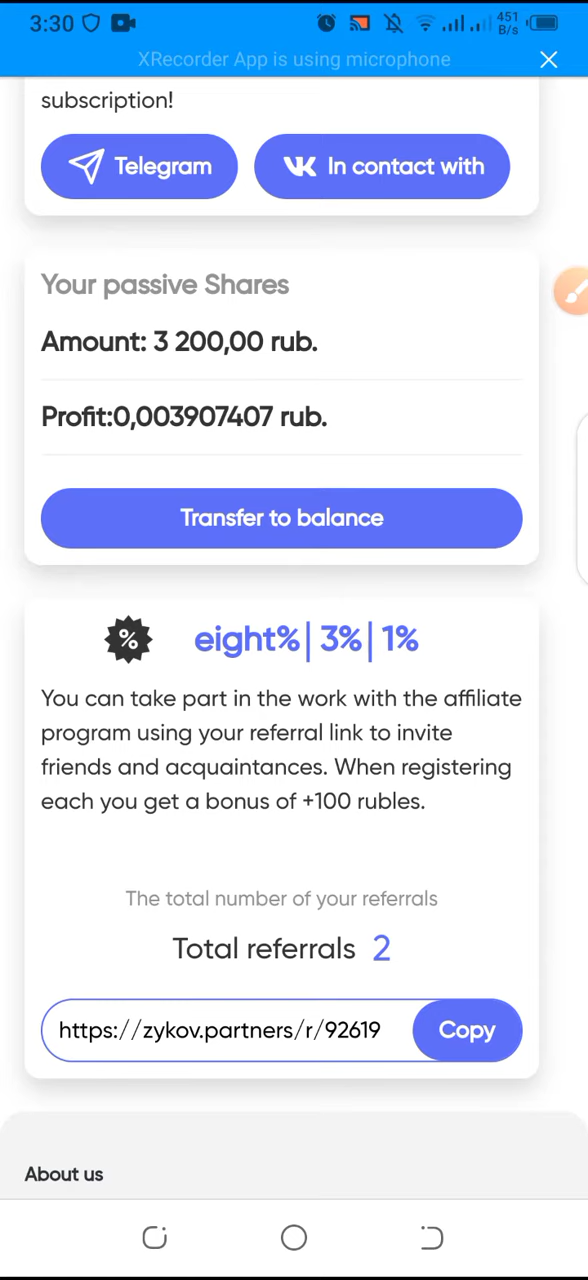 3:30
451
B/s
XRecorder App is using microphone
subscription!
Telegram
In contact with
Your passive Shares
Amount: 3 200,00 rub.
Profit:0,003907407 rub.
Transfer to balance
% eight%| 3%| 1%
You can take part in the work with the affiliate
program using your referral link to invite
friends and acquaintances. When registering
each you get a bonus of +100 rubles.
The total number of your referrals
Total referrals 2
https://zykov.partners/r/92619 Copy
About us